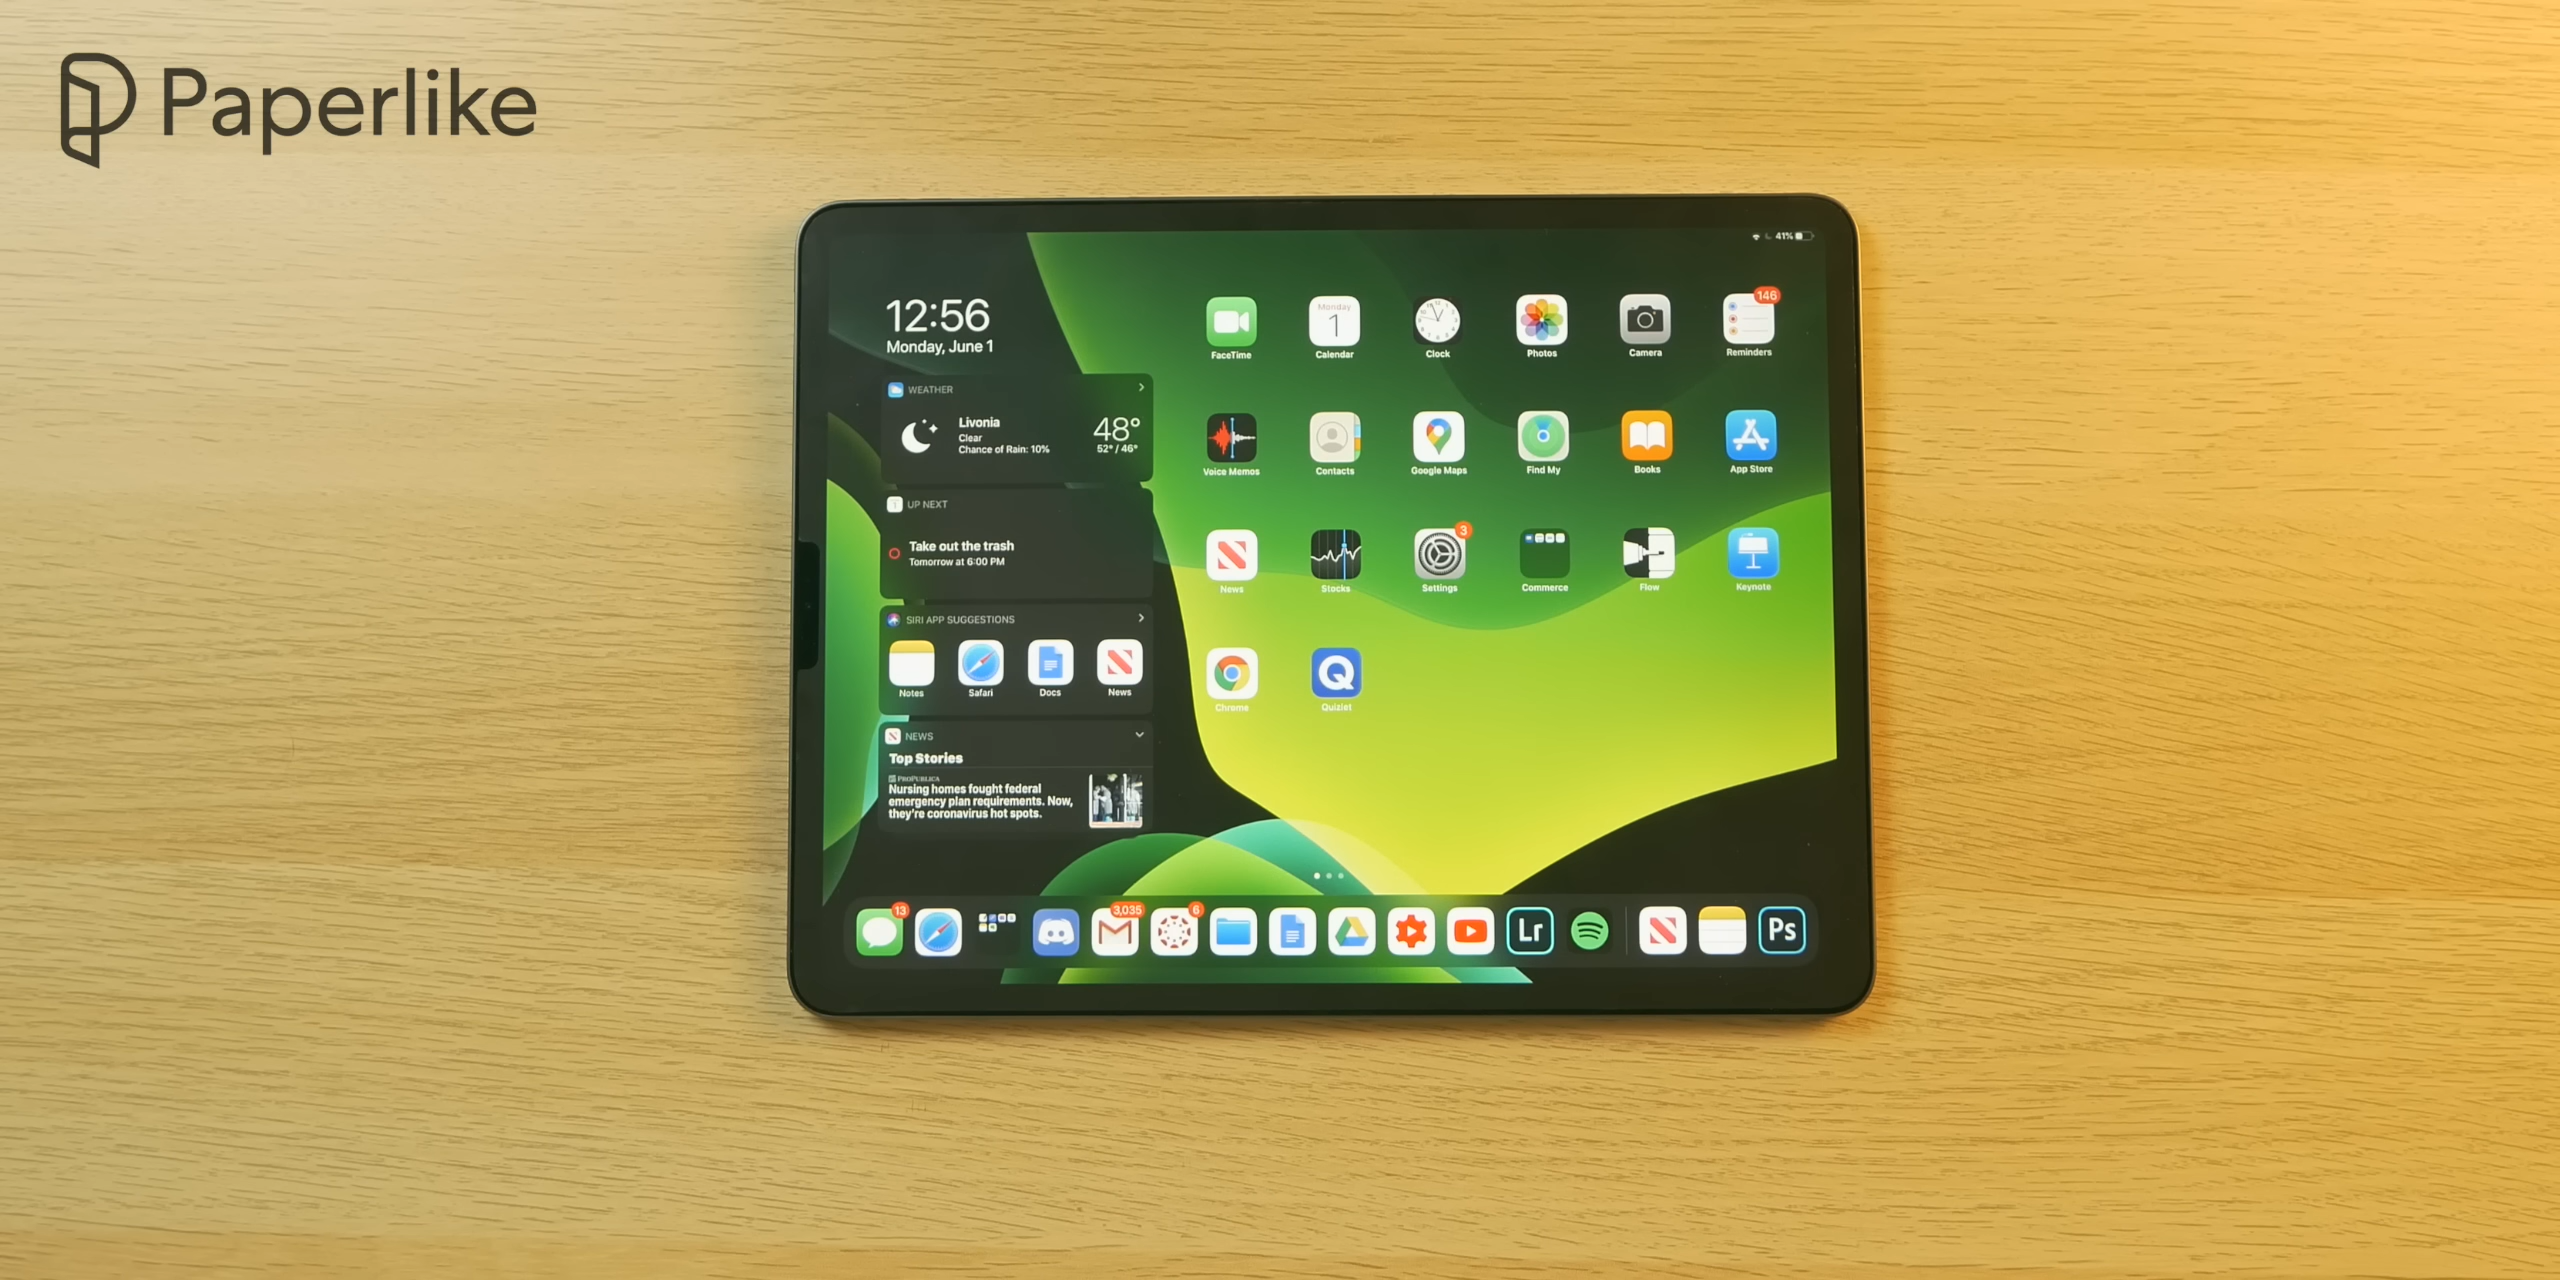 Paperlike
41%
12:56
Monday, June 1
WEATHER
Livonia
Clear
Chance of Rain: 10%
48°
52° / 46°
UP NEXT
Take out the trash
Tomorrow at 6:00 PM
SIRI APP SUGGESTIONS
Notes Safari Docs News
NEWS
Top Stories
PROPUBLICA
Nursing homes fought federal
emergency plan requirements. Now,
they're coronavirus hot spots.
Monday
1
146
FaceTime Calendar Clock Photos Camera Reminders
Voice Memos Contacts Google Maps Find My Books App Store
3
News Stocks Settings Commerce Flow Keynote
Q
Chrome Quizlet
13 3,035 6
Lr Ps